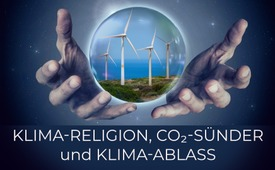 KLIMA-RELIGION, CO₂-SÜNDER
und KLIMA-ABLASS